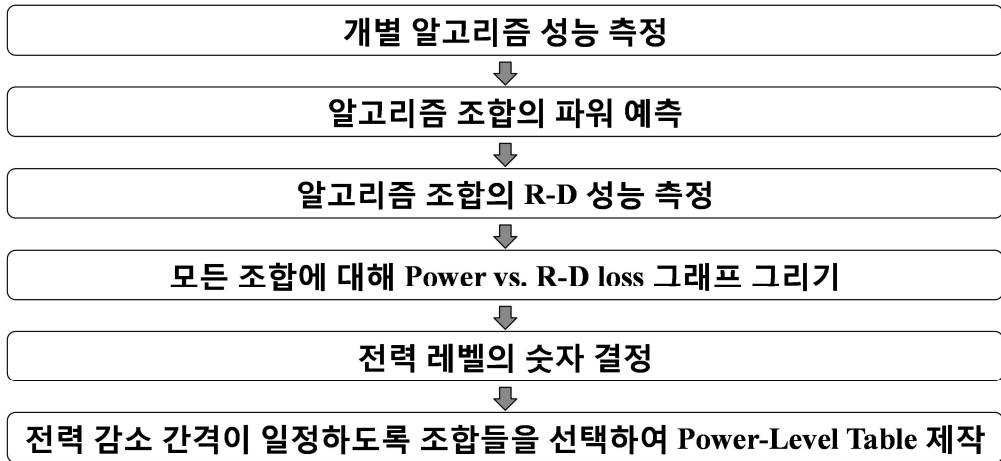 개별 알고리즘 성능 측정
알고리즘 조합의 파워 예측
알고리즘 조합의 R-D 성능 측정
모든 조합에 대해 Power vs. R-D loss 그래프 그리기
전력 레벨의 숫자 결정
전력 감소 간격이 일정하도록 조합들을 선택하여 Power-Level Table 제작